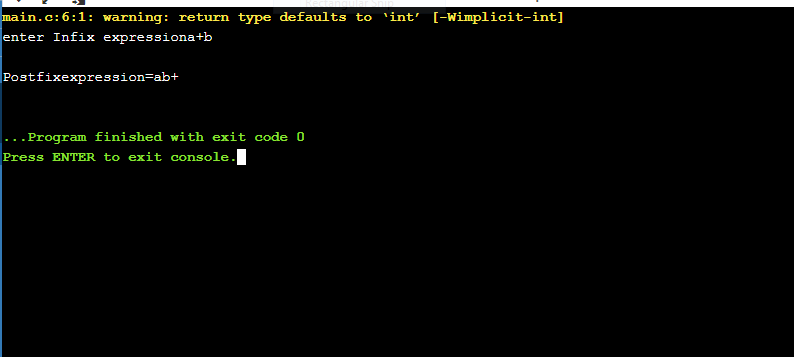 main.c:6:1: warning: return type defaults to ‘int’ [-Wimplicit-int]
enter Infix expressiona+b
Postfixexpression=ab+
...Program finished with exit code 0
Press ENTER to exit console.